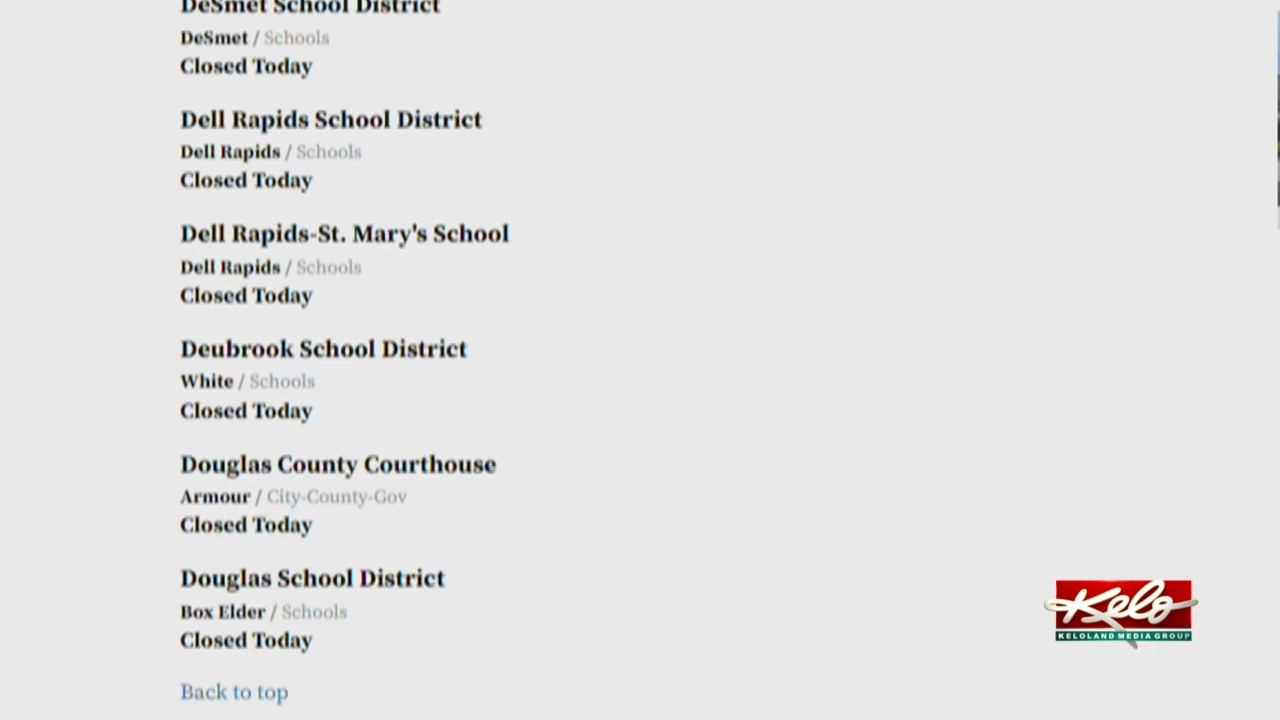 DeSmet School District
DeSmet / Schools
Closed Today
Dell Rapids School District
Dell Rapids / Schools
Closed Today
Dell Rapids-St. Mary's School
Dell Rapids / Schools
Closed Today
Deubrook School District
White / Schools
Closed Today
Douglas County Courthouse
Armour / City-County-Gov
Closed Today
Douglas School District
Box Elder / Schools
Closed Today
Back to top
Kelo
KELOLAND MEDIA GROUP